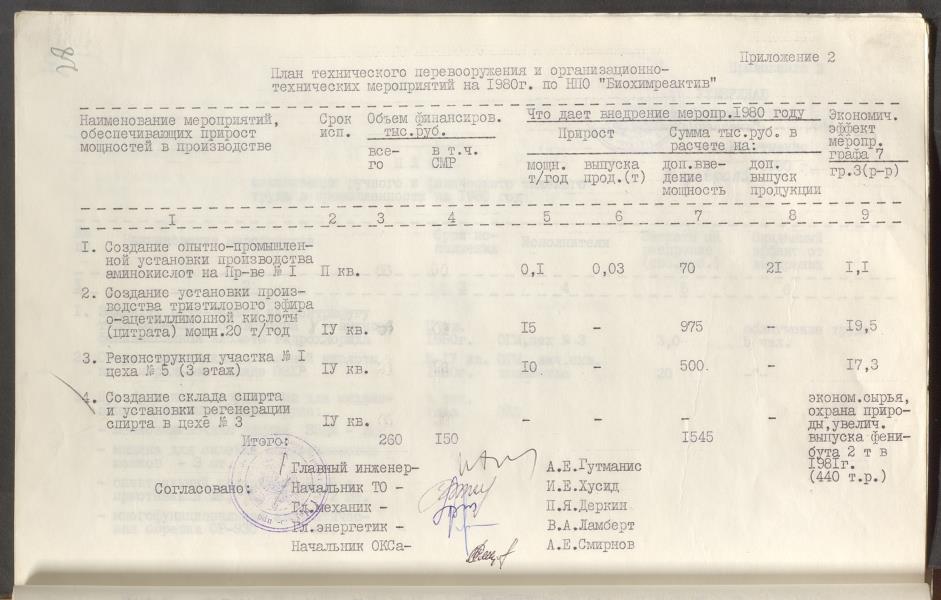 28
Приложение 2
План технического перевооружения и организационно-
технических мероприятий на 1980г. по НПО "Биохимреактив"
Наименование мероприятий, Срок Объем финансиров. Что дает внедрение меропр.1980 году Экономич.
обеспечивающих прирост исп. тыс.руб. Прирост Сумма тыс.руб. в эффект
мощностей в производстве все- в т.ч. расчете на: меропр.
го СМР мощн. выпуска доп.вве- доп. графа 7
т/год прод.(т) дение выпуск гр.3(р-р)
мощность продукции
I 2 3 4 5 6 7 8 9
I. Создание опытно-промышлен-
ной установки производства
аминокислот на Пр-ве № I П кв. 0,I 0,03 70 2I I,I
2. Создание установки произ-
водства триэтилового эфира
о-ацетиллимонной кислоты
(цитрата) мощн.20 т/год IУ кв. I5 – 975 – I9,5
3. Реконструкция участка № I
цеха № 5 (3 этаж) IУ кв. IO – 500. – I7,3
4. Создание склада спирта эконом.сырья,
и установки регенерации охрана приро-
спирта в цехе № 3 IУ кв. – – – – ды,увелич.
Итого: 260 I50 I545 выпуска фени-
бута 2 т в
I98Iг.
(440 т.р.)
Главный инженер- А.Е.Гутманис
Согласовано: Начальник ТО - И.Е.Хусид
Гл.механик - П.Я.Деркин
Гл.энергетик - В.А.Ламберт
Начальник ОКСа- А.Е.Смирнов